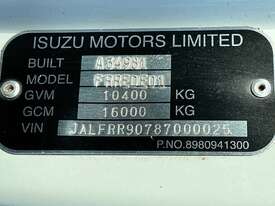 ISUZU MOTORS LIMITED
BUILT
MODEL
GVM 10400 KG
GCM 16000 KG
VIN JALFRR90787000025
P.NO.8980941300